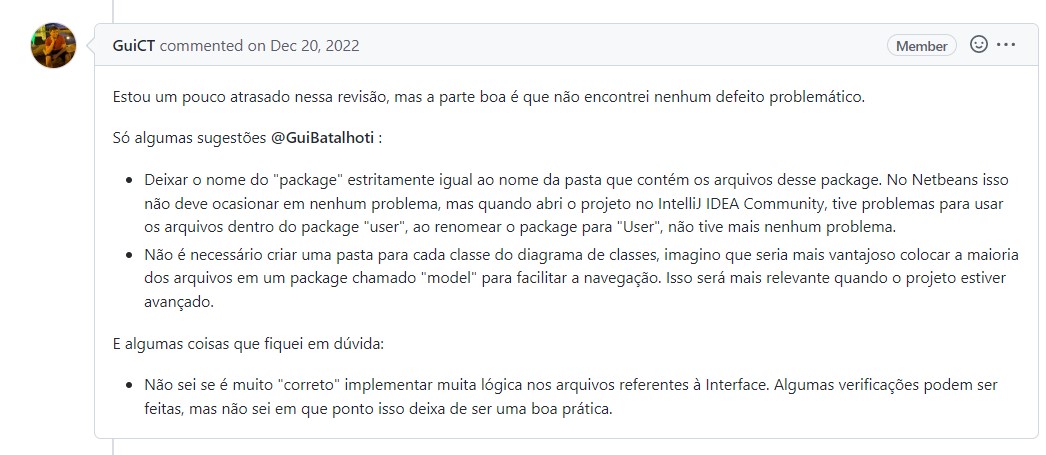 GuiCT commented on Dec 20, 2022
Member
Estou um pouco atrasado nessa revisão, mas a parte boa é que não encontrei nenhum defeito problemático.
Só algumas sugestões @GuiBatalhoti :
Deixar o nome do "package" estritamente igual ao nome da pasta que contém os arquivos desse package. No Netbeans isso
não deve ocasionar em nenhum problema, mas quando abri o projeto no IntelliJ IDEA Community, tive problemas para usar
os arquivos dentro do package "user", ao renomear o package para "User", não tive mais nenhum problema.
Não é necessário criar uma pasta para cada classe do diagrama de classes, imagino que seria mais vantajoso colocar a maioria
dos arquivos em um package chamado "model" para facilitar a navegação. Isso será mais relevante quando o projeto estiver
avançado.
E algumas coisas que fiquei em dúvida:
Não sei se é muito "correto" implementar muita lógica nos arquivos referentes à Interface. Algumas verificações podem ser
feitas, mas não sei em que ponto isso deixa de ser uma boa prática.